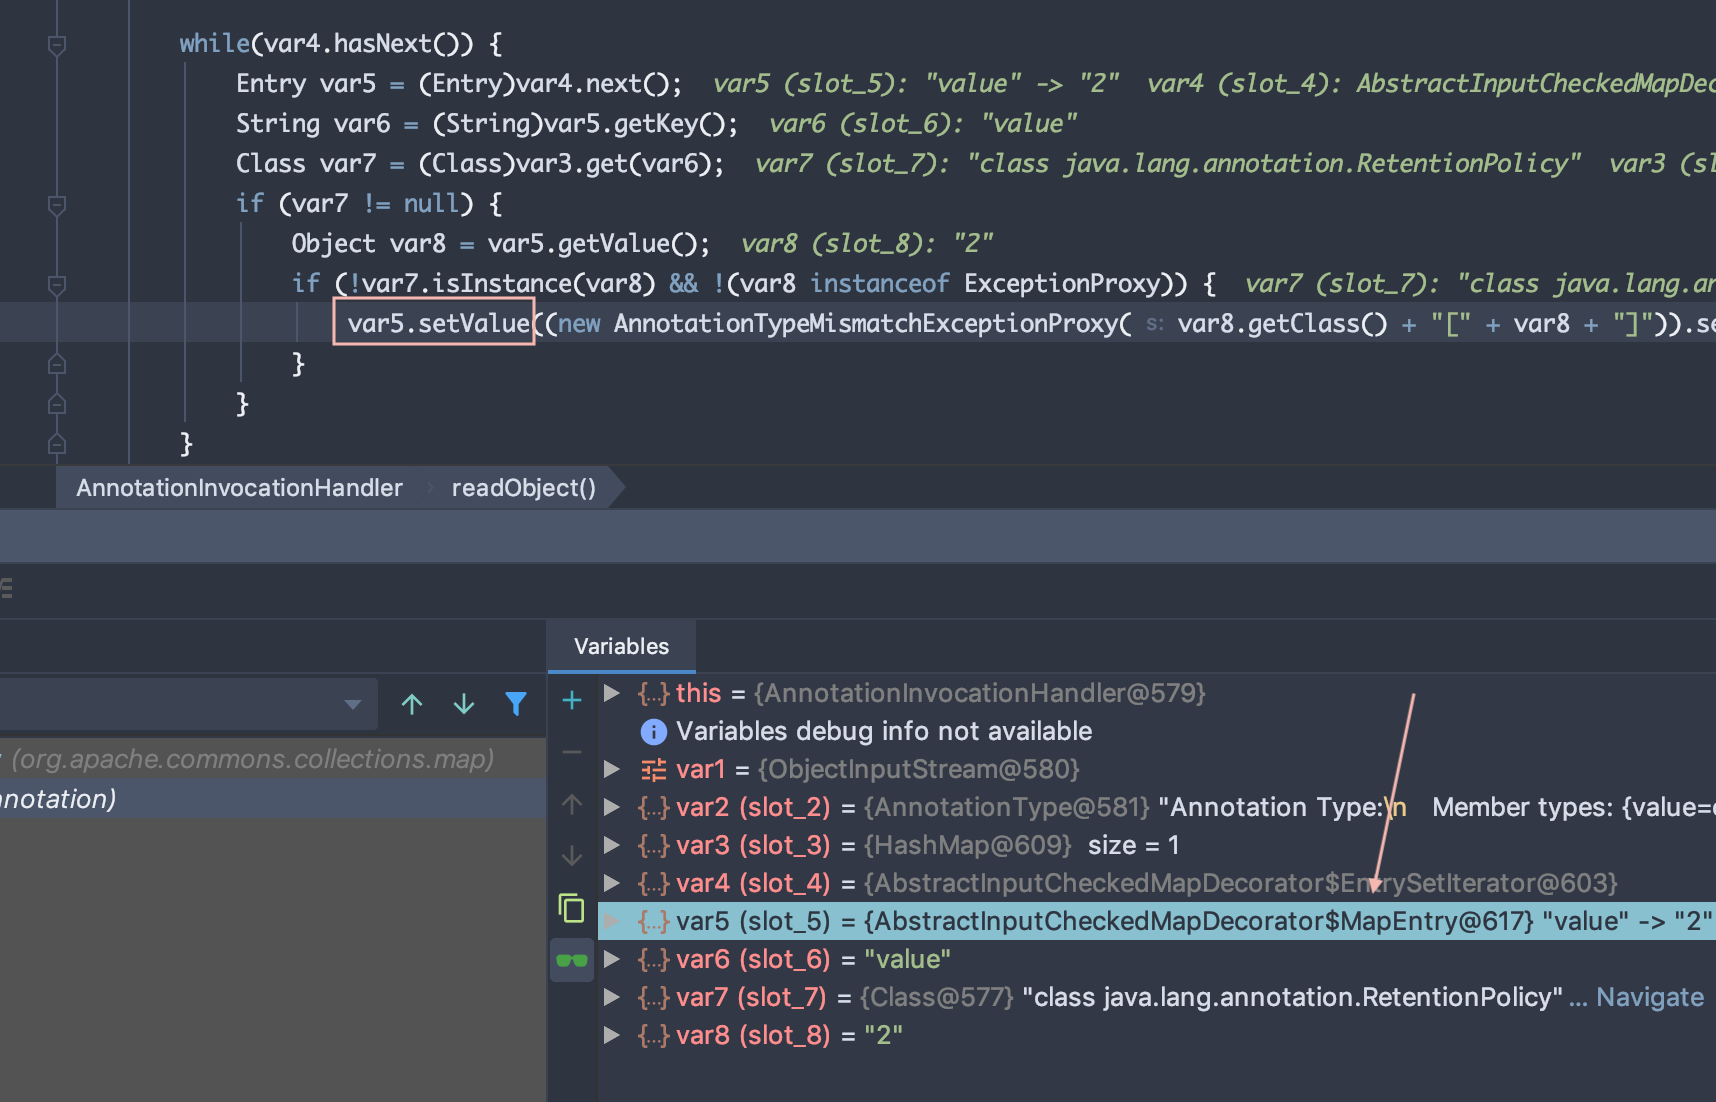 while(var4.hasNext()) {
Entry var5 = (Entry)var4.next();  var5 (slot_5): "value" -> "2"  var4 (slot_4): AbstractInputCheckedMapDec
String var6 = (String)var5.getKey();  var6 (slot_6): "value"
Class var7 = (Class)var3.get(var6);  var7 (slot_7): "class java.lang.annotation.RetentionPolicy"  var3 (sl
if (var7 != null) {
Object var8 = var5.getValue();  var8 (slot_8): "2"
if (!var7.isInstance(var8) && !(var8 instanceof ExceptionProxy)) {  var7 (slot_7): "class java.lang.an
var5.setValue((new AnnotationTypeMismatchExceptionProxy( s: var8.getClass() + "[" + var8 + "]")).se
}
}
}
AnnotationInvocationHandler readObject()
Variables
(org.apache.commons.collections.map)
nnotation)
this = {AnnotationInvocationHandler@579}
Variables debug info not available
var1 = {ObjectInputStream@580}
var2 (slot_2) = {AnnotationType@581} "Annotation Type:\n   Member types: {value=c
var3 (slot_3) = {HashMap@609}  size = 1
var4 (slot_4) = {AbstractInputCheckedMapDecorator$EntrySetIterator@603}
var5 (slot_5) = {AbstractInputCheckedMapDecorator$MapEntry@617} "value" -> "2"
var6 (slot_6) = "value"
var7 (slot_7) = {Class@577} "class java.lang.annotation.RetentionPolicy" ... Navigate
var8 (slot_8) = "2"